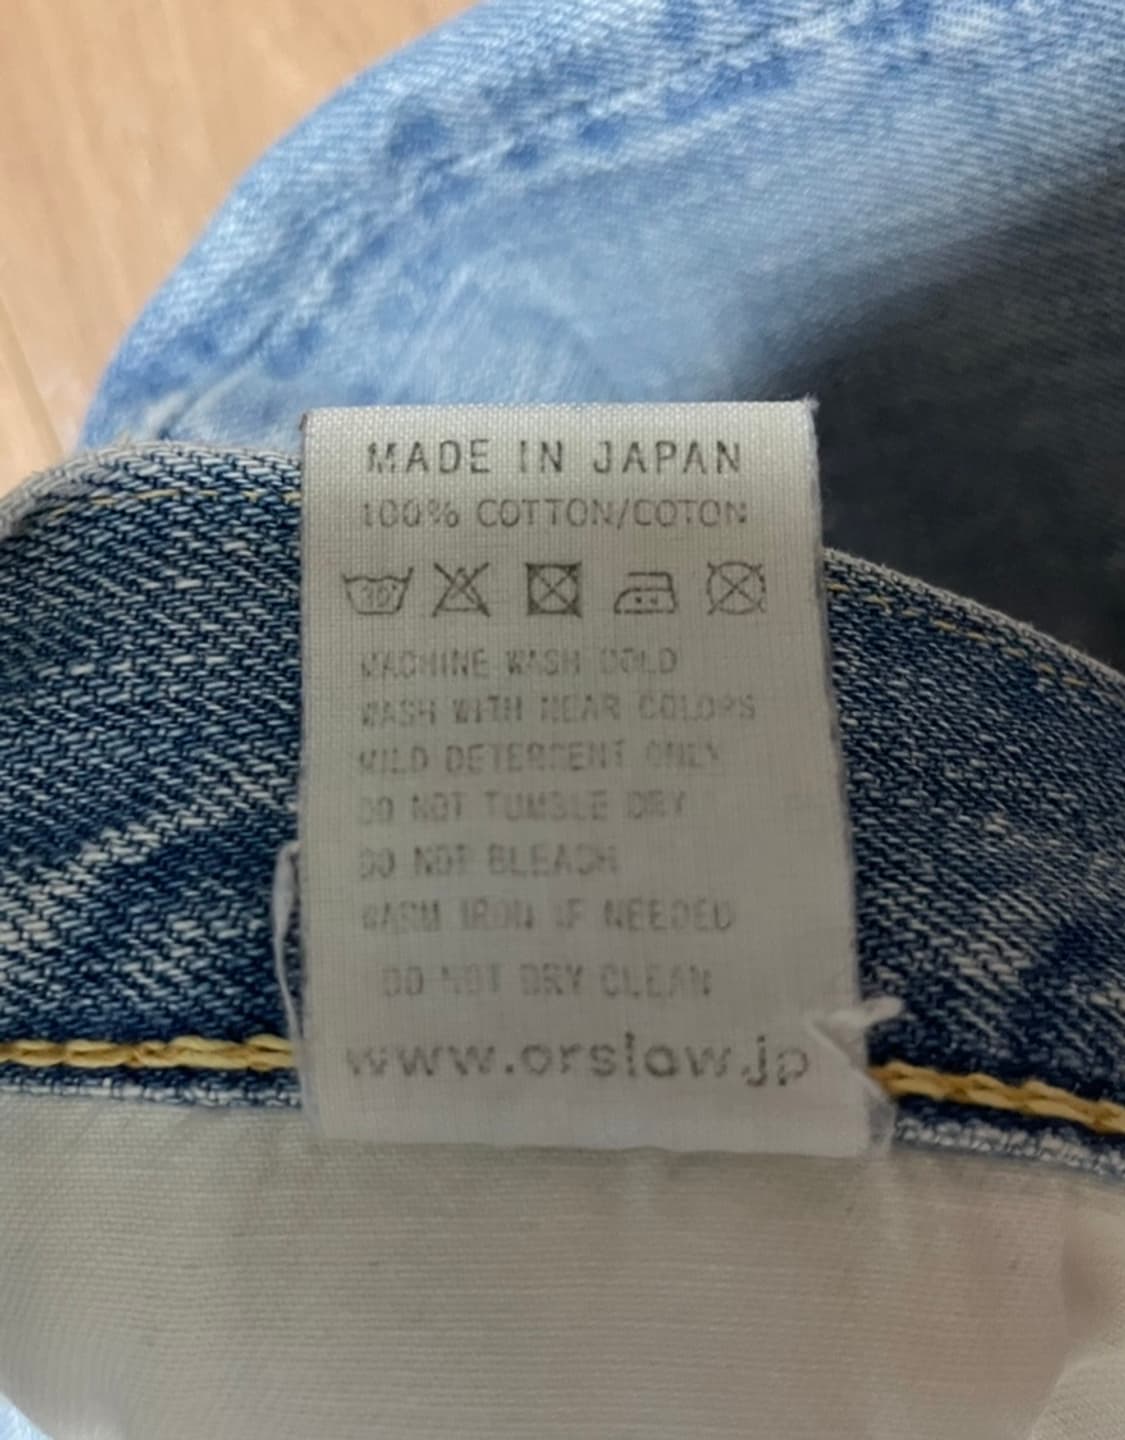 MADE IN JAPAN
100% COTTON/COTON
30
MACHINE WASH COLD
WASH WITH NEAR COLORS
MILD DETERGENT ONLY
DO NOT TUMBLE DRY
DO NOT BLEACH
WARM IRON IF NEEDED
DO NOT DRY CLEAN
www.orslow.jp